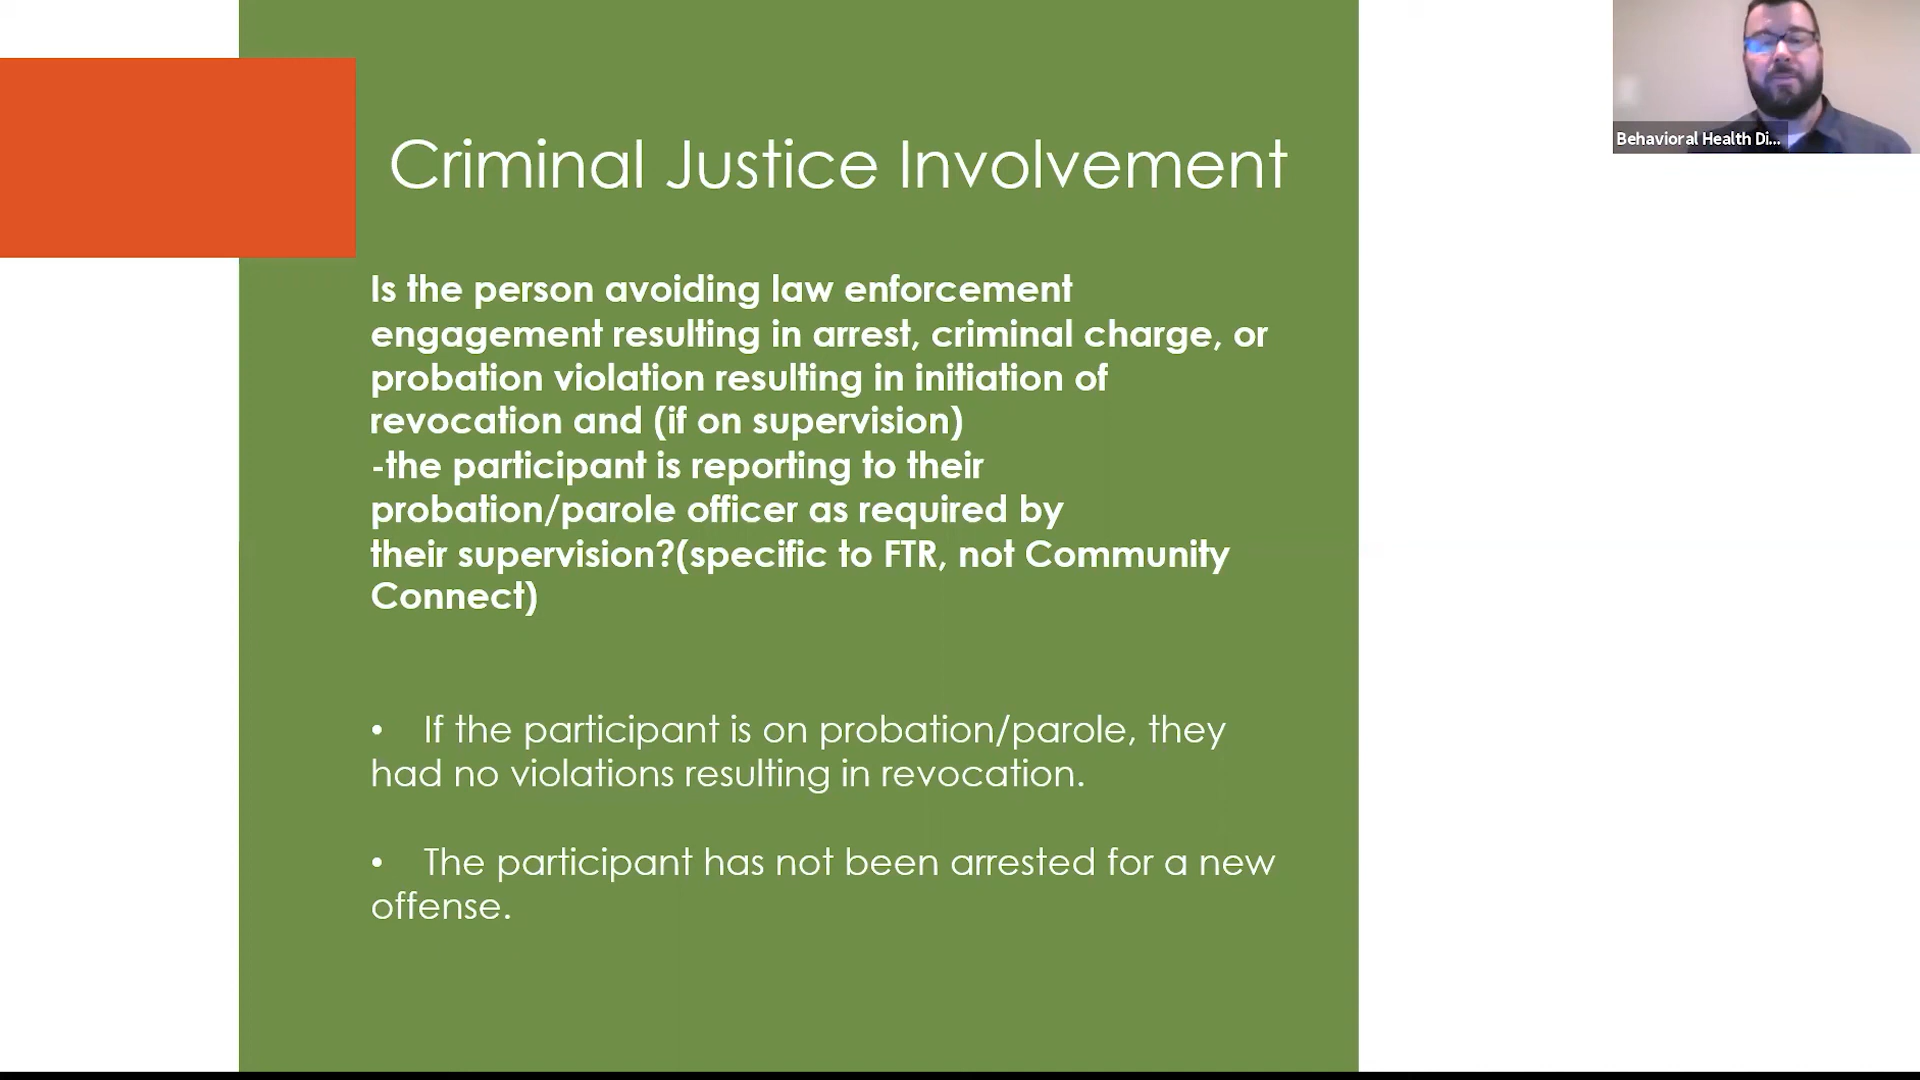 Criminal Justice Involvement
Behavioral Health Di...
Is the person avoiding law enforcement
engagement resulting in arrest, criminal charge, or
probation violation resulting in initiation of
revocation and (if on supervision)
-the participant is reporting to their
probation/parole officer as required by
their supervision?(specific to FTR, not Community
Connect)
• If the participant is on probation/parole, they
had no violations resulting in revocation.
• The participant has not been arrested for a new
offense.